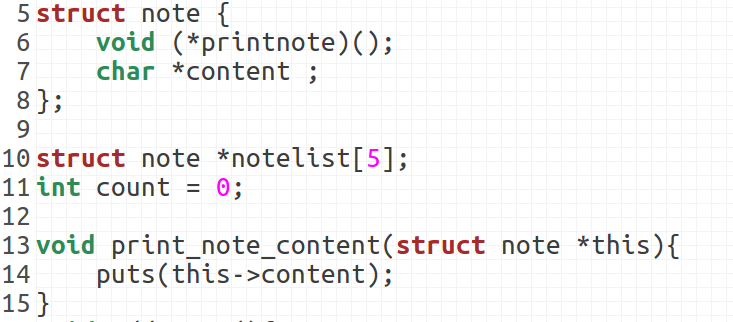 5 struct note {
6     void (*printnote)();
7     char *content ;
8 };
9
10 struct note *notelist[5];
11 int count = 0;
12
13 void print_note_content(struct note *this){
14     puts(this->content);
15 }